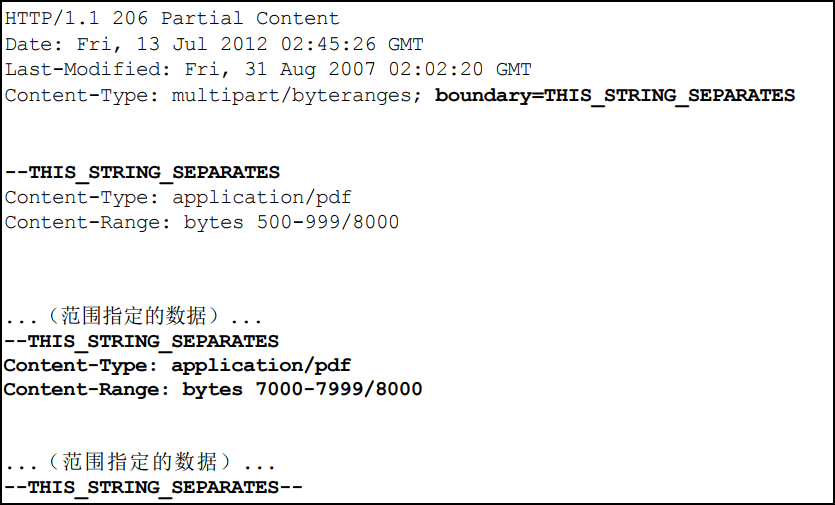 HTTP/1.1 206 Partial Content
Date: Fri, 13 Jul 2012 02:45:26 GMT
Last-Modified: Fri, 31 Aug 2007 02:02:20 GMT
Content-Type: multipart/byteranges; boundary=THIS_STRING_SEPARATES
--THIS_STRING_SEPARATES
Content-Type: application/pdf
Content-Range: bytes 500-999/8000
...（范围指定的数据）...
--THIS_STRING_SEPARATES
Content-Type: application/pdf
Content-Range: bytes 7000-7999/8000
...（范围指定的数据）...
--THIS_STRING_SEPARATES--